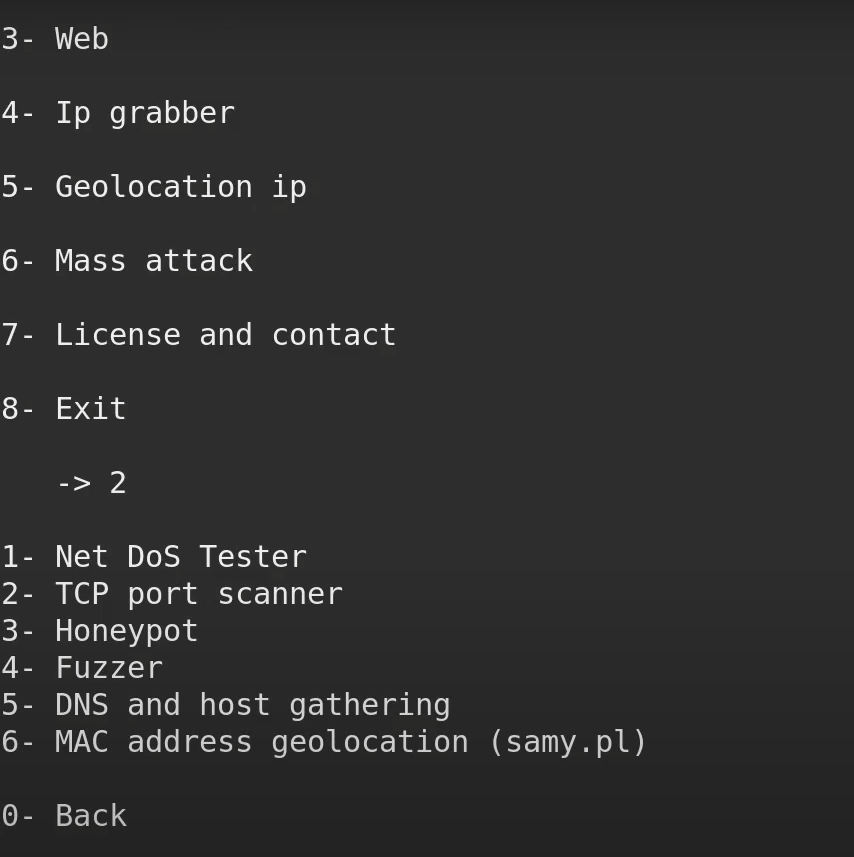 3- Web
4- Ip grabber
5- Geolocation ip
6- Mass attack
7- License and contact
8- Exit
-> 2
1- Net DoS Tester
2- TCP port scanner
3- Honeypot
4- Fuzzer
5- DNS and host gathering
6- MAC address geolocation (samy.pl)
0- Back